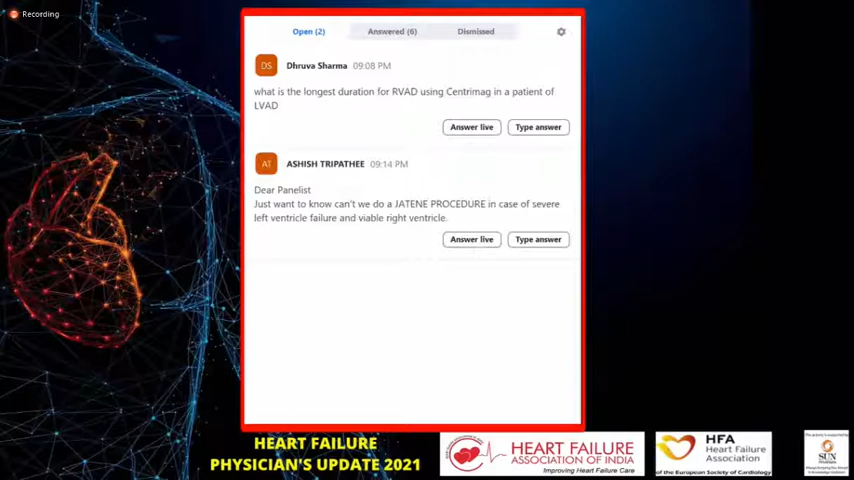 Recording
Open (2)
Answered (6)
Dismissed
DS
Dhruva Sharma 09:08 PM
what is the longest duration for RVAD using Centrimag in a patient of
LVAD
Answer live
Type answer
AT
ASHISH TRIPATHEE 09:14 PM
Dear Panelist
Just want to know can't we do a JATENE PROCEDURE in case of severe
left ventricle failure and viable right ventricle.
Answer live
Type answer
HEART FAILURE
PHYSICIAN'S UPDATE 2021
HEART FAILURE
ASSOCIATION OF INDIA
Improving Heart Failure Care
HFA
Heart Failure
Association
of the European Society of Cardiology
SUN